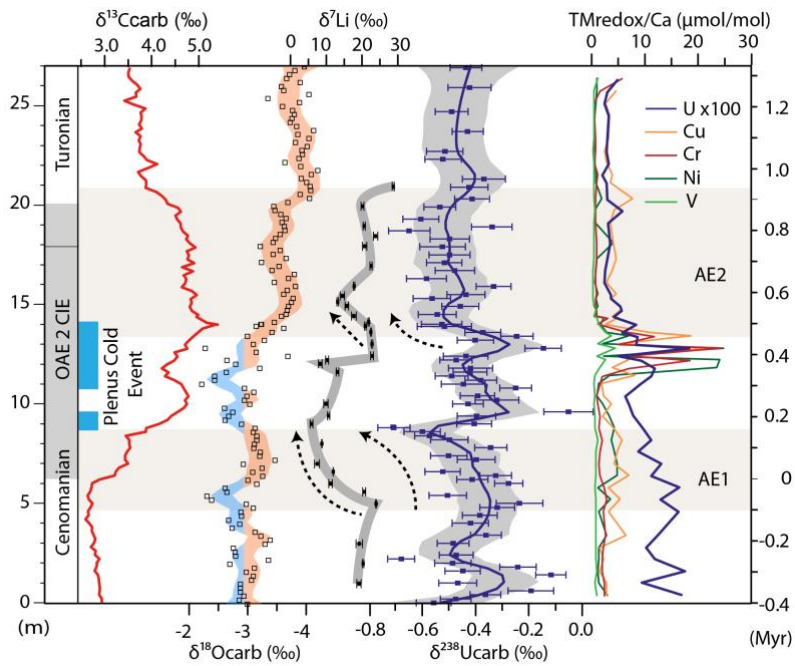 δ¹³Ccarb (‰)
δ⁷Li (‰)
TMredox/Ca (μmol/mol)
3.0 4.0 5.0
0 10 20 30
0 10 20 30
25
20
15
10
5
0
(m)
Turonian
OAE 2 CIE
Cenomanian
Plenus Cold
Event
U x100
Cu
Cr
Ni
V
AE2
AE1
1.2
1.0
0.8
0.6
0.4
0.2
0
-0.2
-0.4
(Myr)
-2 -3 -4
-0.8 -0.6 -0.4 -0.2 0.0
δ¹⁸Ocarb (‰)
δ²³⁸Ucarb (‰)